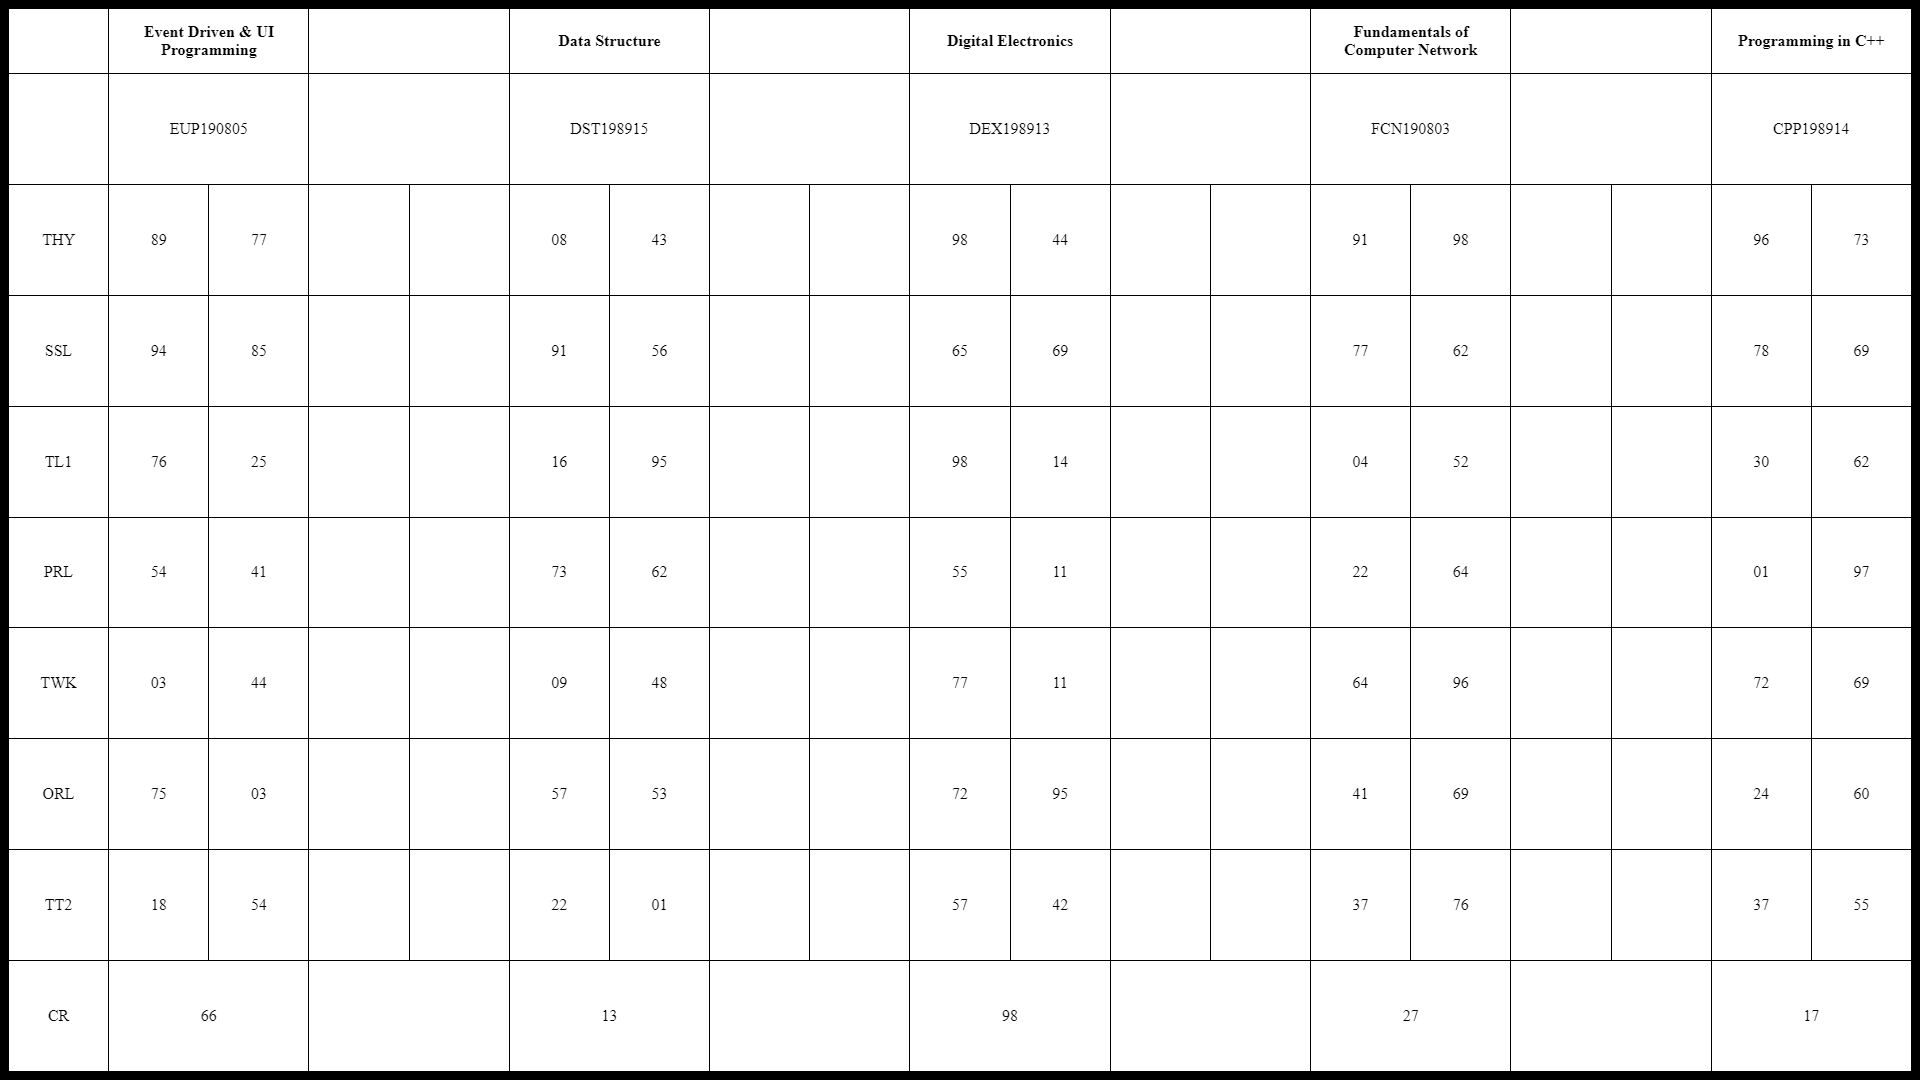 Event Driven & UI
Programming
Data Structure
Digital Electronics
Fundamentals of
Computer Network
Programming in C++
EUP190805 DST198915 DEX198913 FCN190803 CPP198914
THY 89 77 08 43 98 44 91 98 96 73
SSL 94 85 91 56 65 69 77 62 78 69
TL1 76 25 16 95 98 14 04 52 30 62
PRL 54 41 73 62 55 11 22 64 01 97
TWK 03 44 09 48 77 11 64 96 72 69
ORL 75 03 57 53 72 95 41 69 24 60
TT2 18 54 22 01 57 42 37 76 37 55
CR 66 13 98 27 17